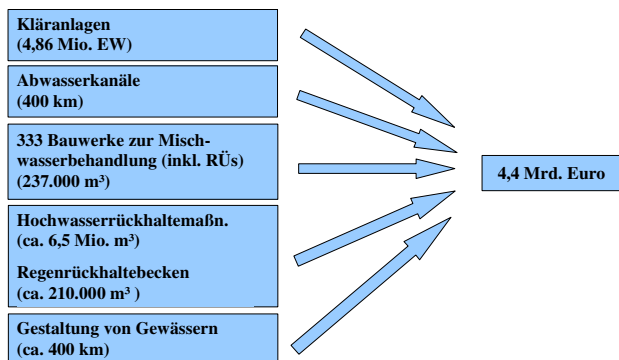 Kläranlagen
(4,86 Mio. EW)
Abwasserkanäle
(400 km)
333 Bauwerke zur Misch-
wasserbehandlung (inkl. RÜs)
(237.000 m³)
Hochwasserrückhaltemaßn.
(ca. 6,5 Mio. m³)
Regenrückhaltebecken
(ca. 210.000 m³ )
Gestaltung von Gewässern
(ca. 400 km)
4,4 Mrd. Euro